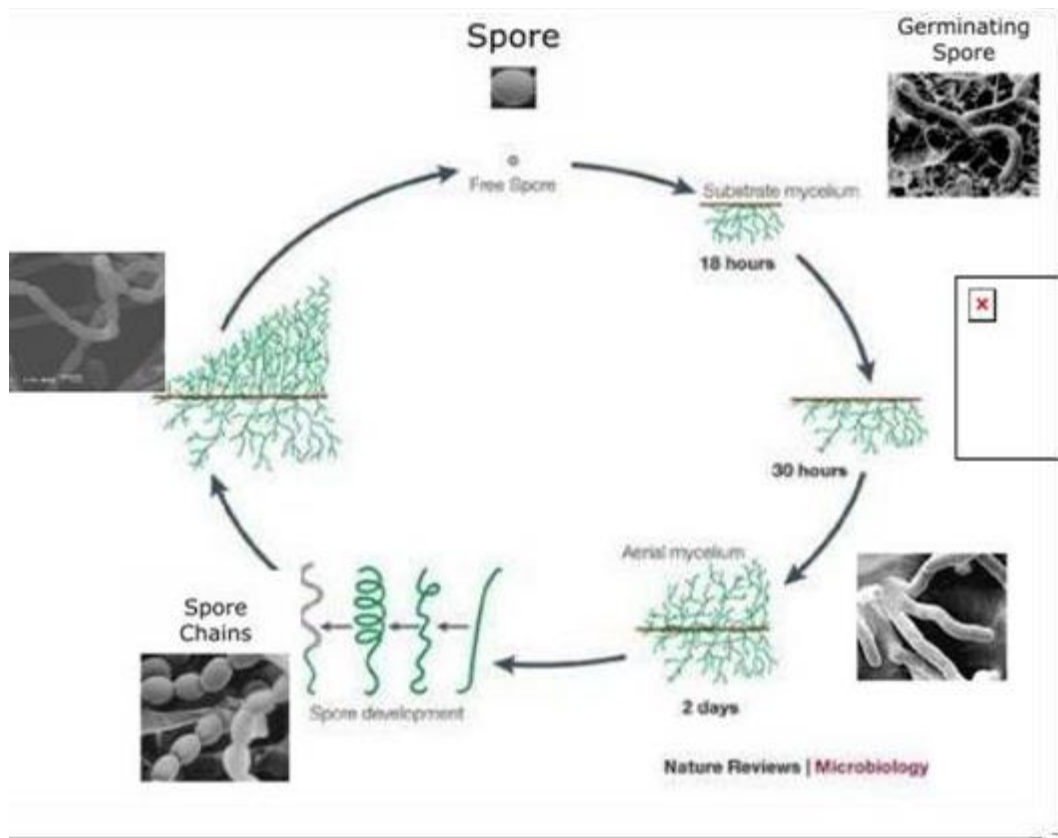 Spore
Germinating
Spore
Free Spore
Substrate mycelium
18 hours
30 hours
Aerial mycelium
Spore
Chains
Spore development
2 days
Nature Reviews | Microbiology